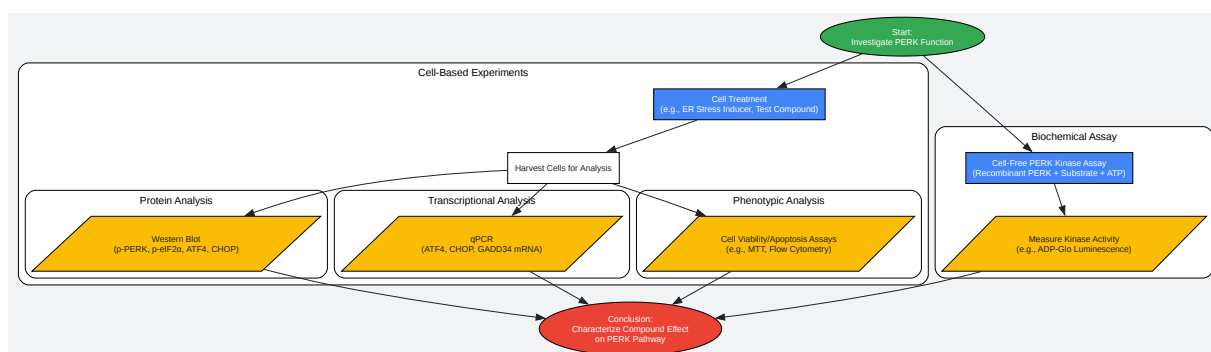 Start:
Investigate PERK Function
Cell-Based Experiments
Cell Treatment
(e.g., ER Stress Inducer, Test Compound)
Biochemical Assay
Harvest Cells for Analysis
Cell-Free PERK Kinase Assay
(Recombinant PERK + Substrate + ATP)
Protein Analysis
Transcriptional Analysis
Phenotypic Analysis
Western Blot
(p-PERK, p-eIF2α, ATF4, CHOP)
qPCR
(ATF4, CHOP, GADD34 mRNA)
Cell Viability/Apoptosis Assays
(e.g., MTT, Flow Cytometry)
Measure Kinase Activity
(e.g., ADP-Glo Luminescence)
Conclusion:
Characterize Compound Effect
on PERK Pathway